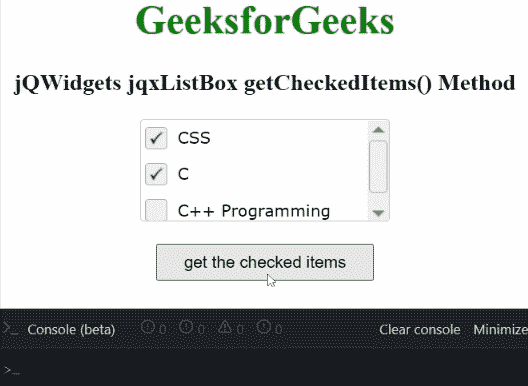 GeeksforGeeks
jQWidgets jqxListBox getCheckedItems() Method
CSS
C
C++ Programming
get the checked items
>_ Console (beta) 0 0 0 0 Clear console Minimize
>_